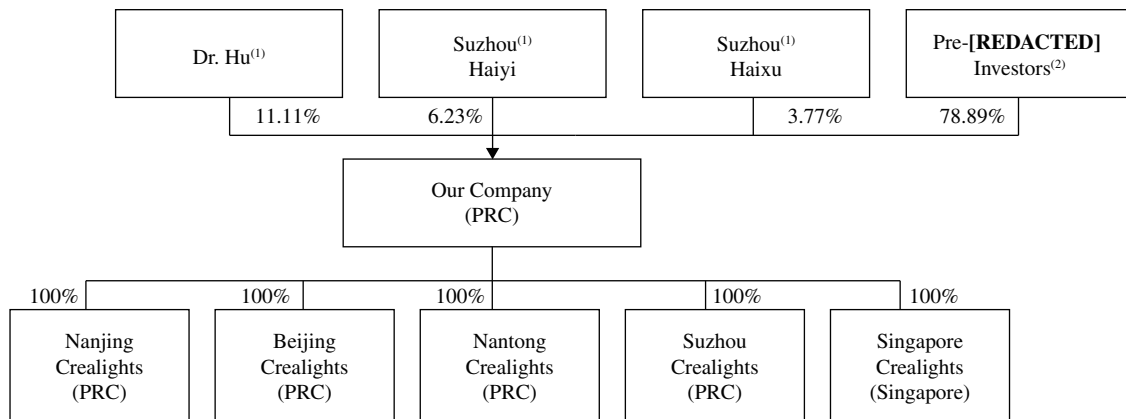 Dr. Hu(1)
Suzhou(1)
Haiyi
Suzhou(1)
Haixu
Pre-[REDACTED]
Investors(2)
11.11%
6.23%
3.77%
78.89%
Our Company
(PRC)
100%
100%
100%
100%
100%
Nanjing
Crealights
(PRC)
Beijing
Crealights
(PRC)
Nantong
Crealights
(PRC)
Suzhou
Crealights
(PRC)
Singapore
Crealights
(Singapore)